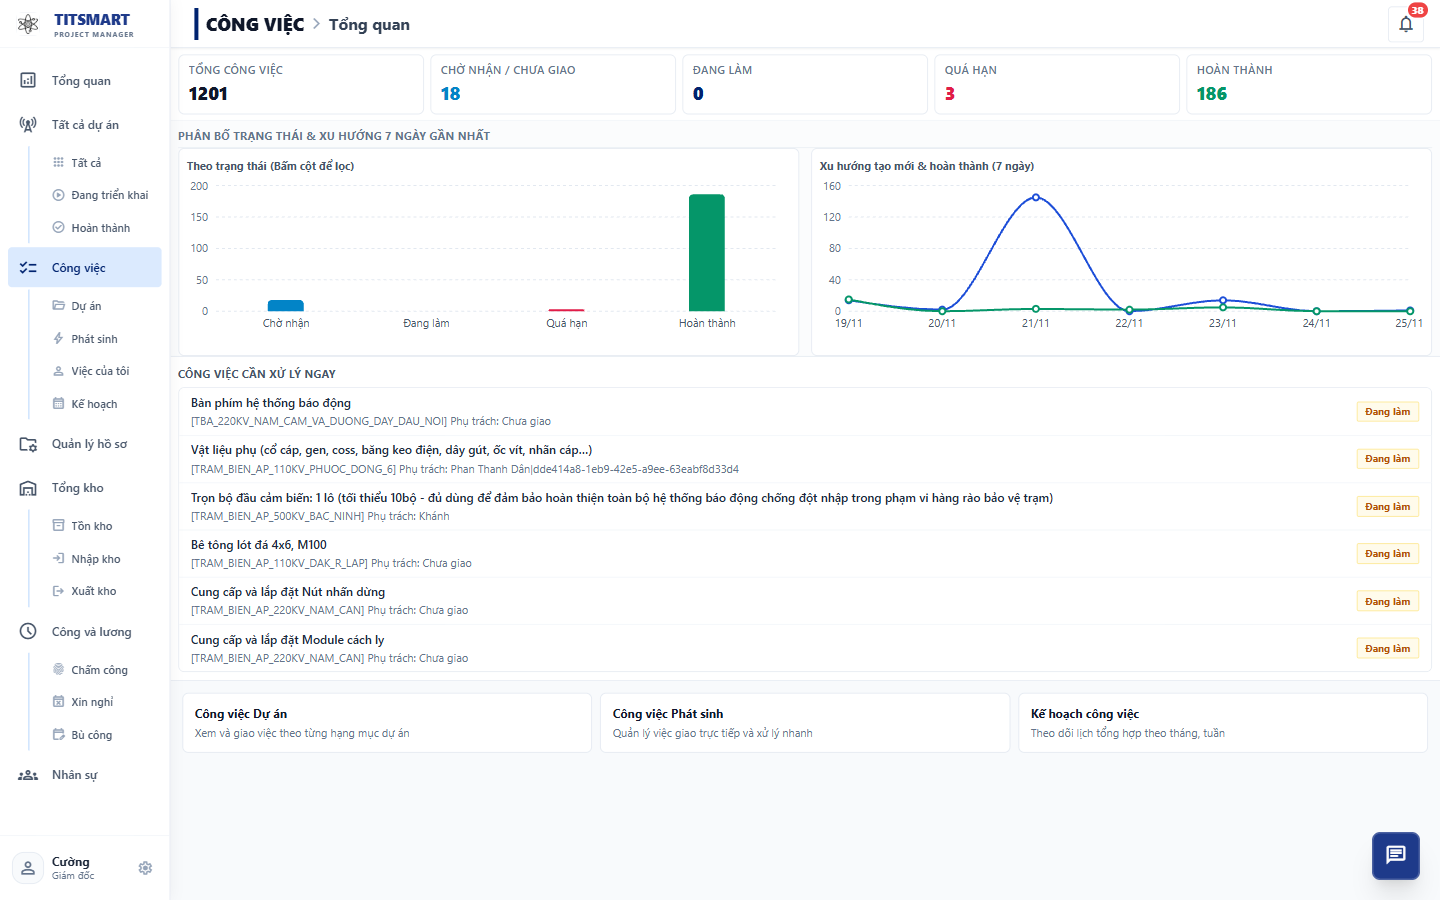 TITSMART
PROJECT MANAGER
Tổng quan
Tất cả dự án
Tất cả
Đang triển khai
Hoàn thành
Công việc
Dự án
Phát sinh
Việc của tôi
Kế hoạch
Quản lý hồ sơ
Tổng kho
Tồn kho
Nhập kho
Xuất kho
Công và lương
Chấm công
Xin nghỉ
Bù công
Nhân sự
Cường
Giám đốc
CÔNG VIỆC > Tổng quan
38
TỔNG CÔNG VIỆC
1201
CHỜ NHẬN / CHƯA GIAO
18
ĐANG LÀM
0
QUÁ HẠN
3
HOÀN THÀNH
186
PHÂN BỐ TRẠNG THÁI & XU HƯỚNG 7 NGÀY GẦN NHẤT
Theo trạng thái (Bấm cột để lọc)
200
150
100
50
0
Chờ nhận Đang làm Quá hạn Hoàn thành
Xu hướng tạo mới & hoàn thành (7 ngày)
160
120
80
40
0
19/11 20/11 21/11 22/11 23/11 24/11 25/11
CÔNG VIỆC CẦN XỬ LÝ NGAY
Bàn phím hệ thống báo động
[TBA_220KV_NAM_CAM_VA_DUONG_DAY_DAU_NOI] Phụ trách: Chưa giao
Đang làm
Vật liệu phụ (cổ cáp, gen, coss, băng keo điện, dây gút, ốc vít, nhãn cáp...)
[TRAM_BIEN_AP_110KV_PHUOC_DONG_6] Phụ trách: Phan Thanh Dân|dde414a8-1eb9-42e5-a9ee-63eabf8d33d4
Đang làm
Trọn bộ đầu cảm biến: 1 lô (tối thiểu 10bộ - đủ dùng để đảm bảo hoàn thiện toàn bộ hệ thống báo động chống đột nhập trong phạm vi hàng rào bảo vệ trạm)
[TRAM_BIEN_AP_500KV_BAC_NINH] Phụ trách: Khánh
Đang làm
Bê tông lót đá 4x6, M100
[TRAM_BIEN_AP_110KV_DAK_R_LAP] Phụ trách: Chưa giao
Đang làm
Cung cấp và lắp đặt Nút nhấn dừng
[TRAM_BIEN_AP_220KV_NAM_CAN] Phụ trách: Chưa giao
Đang làm
Cung cấp và lắp đặt Module cách ly
[TRAM_BIEN_AP_220KV_NAM_CAN] Phụ trách: Chưa giao
Đang làm
Công việc Dự án
Xem và giao việc theo từng hạng mục dự án
Công việc Phát sinh
Quản lý việc giao trực tiếp và xử lý nhanh
Kế hoạch công việc
Theo dõi lịch tổng hợp theo tháng, tuần